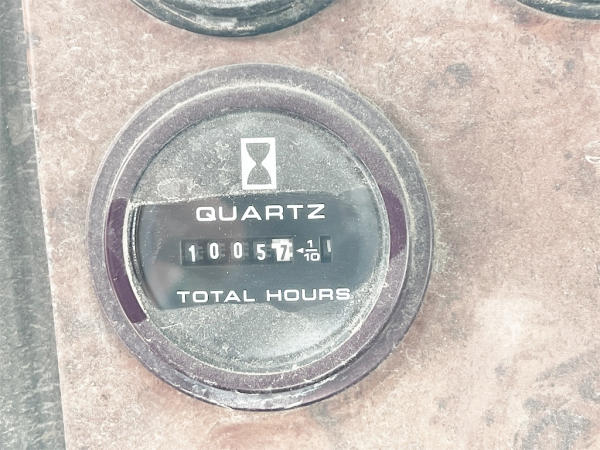 QUARTZ
10057 ◄1/10
TOTAL HOURS